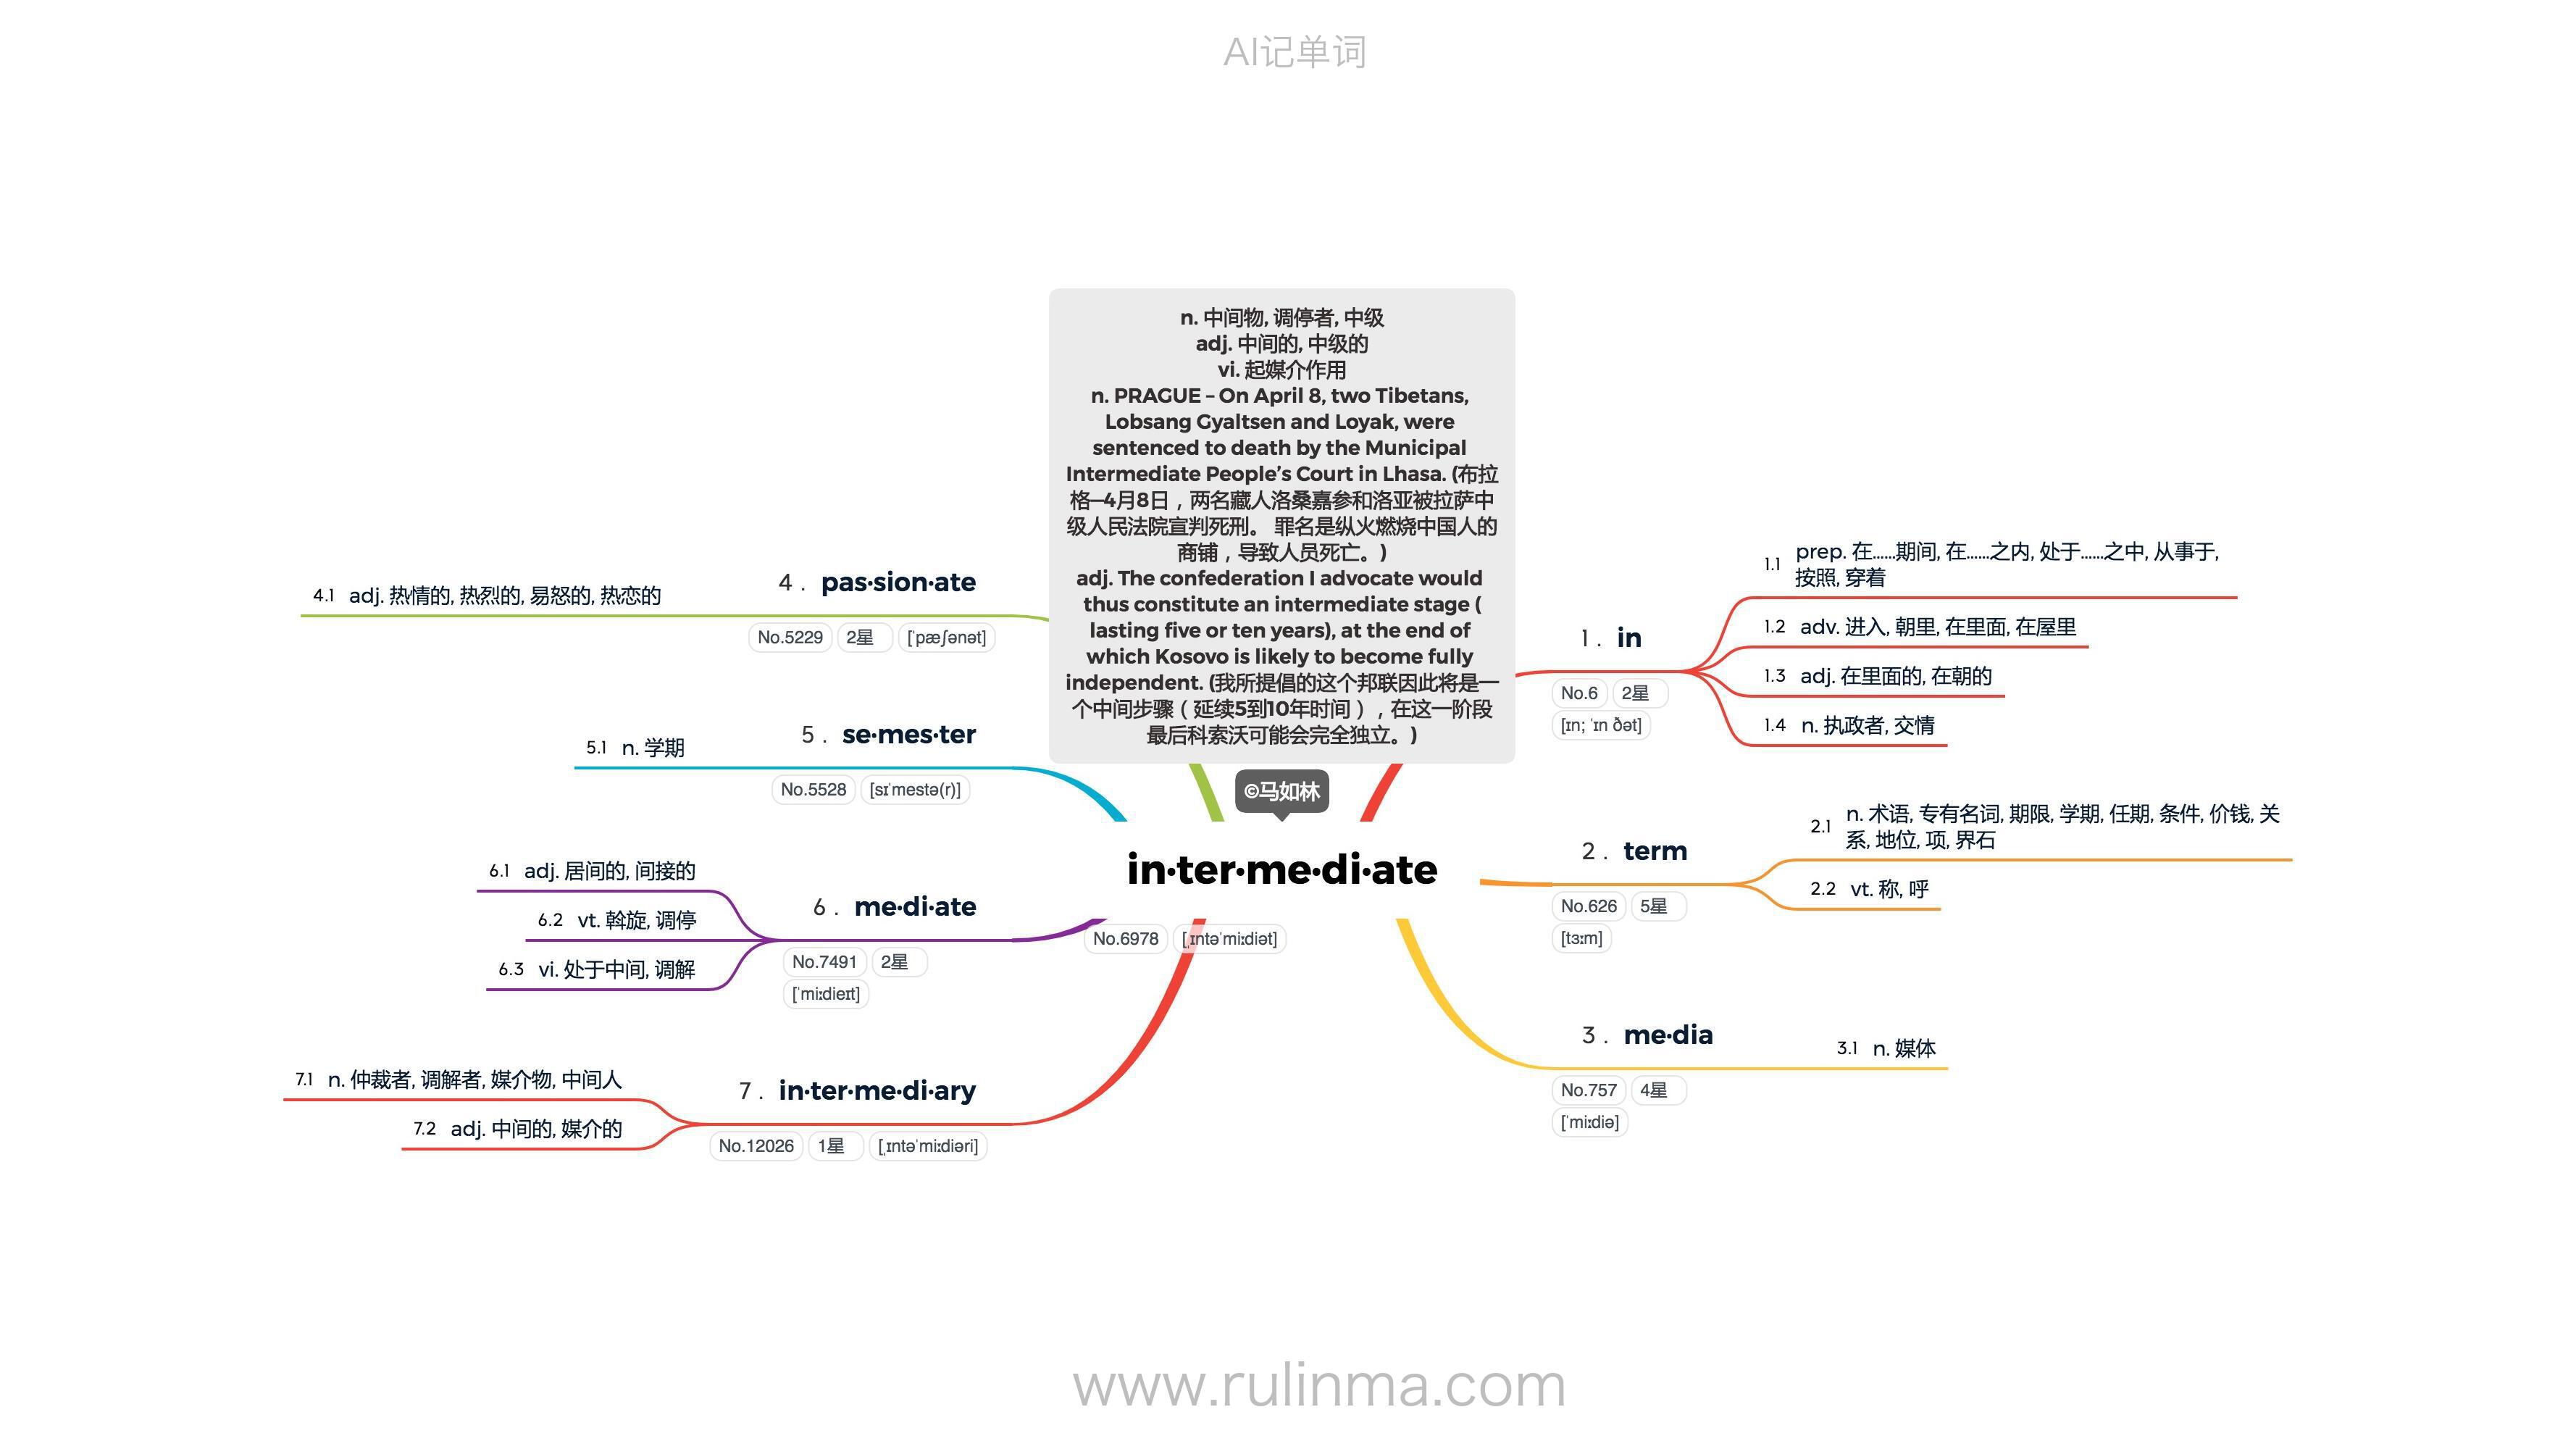 AI记单词
n. 中间物, 调停者, 中级
adj. 中间的, 中级的
vi. 起媒介作用
n. PRAGUE – On April 8, two Tibetans,
Lobsang Gyaltsen and Loyak, were
sentenced to death by the Municipal
Intermediate People’s Court in Lhasa. (布拉
格—4月8日，两名藏人洛桑嘉参和洛亚被拉萨中
级人民法院宣判死刑。 罪名是纵火燃烧中国人的
商铺，导致人员死亡。)
adj. The confederation I advocate would
thus constitute an intermediate stage (
lasting five or ten years), at the end of
which Kosovo is likely to become fully
independent. (我所提倡的这个邦联因此将是一
个中间步骤（延续5到10年时间），在这一阶段
最后科索沃可能会完全独立。)
©马如林
in·ter·me·di·ate
No.6978 [ˌɪntəˈmiːdiət]
1. in
No.6 2星
[ɪn; ˈɪn ðət]
1.1 prep. 在……期间, 在……之内, 处于……之中, 从事于,
按照, 穿着
1.2 adv. 进入, 朝里, 在里面, 在屋里
1.3 adj. 在里面的, 在朝的
1.4 n. 执政者, 交情
2. term
No.626 5星
[tɜːm]
2.1 n. 术语, 专有名词, 期限, 学期, 任期, 条件, 价钱, 关
系, 地位, 项, 界石
2.2 vt. 称, 呼
3. me·dia
No.757 4星
[ˈmiːdiə]
3.1 n. 媒体
4. pas·sion·ate
No.5229 2星 [ˈpæʃənət]
4.1 adj. 热情的, 热烈的, 易怒的, 热恋的
5. se·mes·ter
No.5528 [sɪˈmestə(r)]
5.1 n. 学期
6. me·di·ate
No.7491 2星
[ˈmiːdieɪt]
6.1 adj. 居间的, 间接的
6.2 vt. 斡旋, 调停
6.3 vi. 处于中间, 调解
7. in·ter·me·di·ary
No.12026 1星 [ˌɪntəˈmiːdiəri]
7.1 n. 仲裁者, 调解者, 媒介物, 中间人
7.2 adj. 中间的, 媒介的
www.rulinma.com